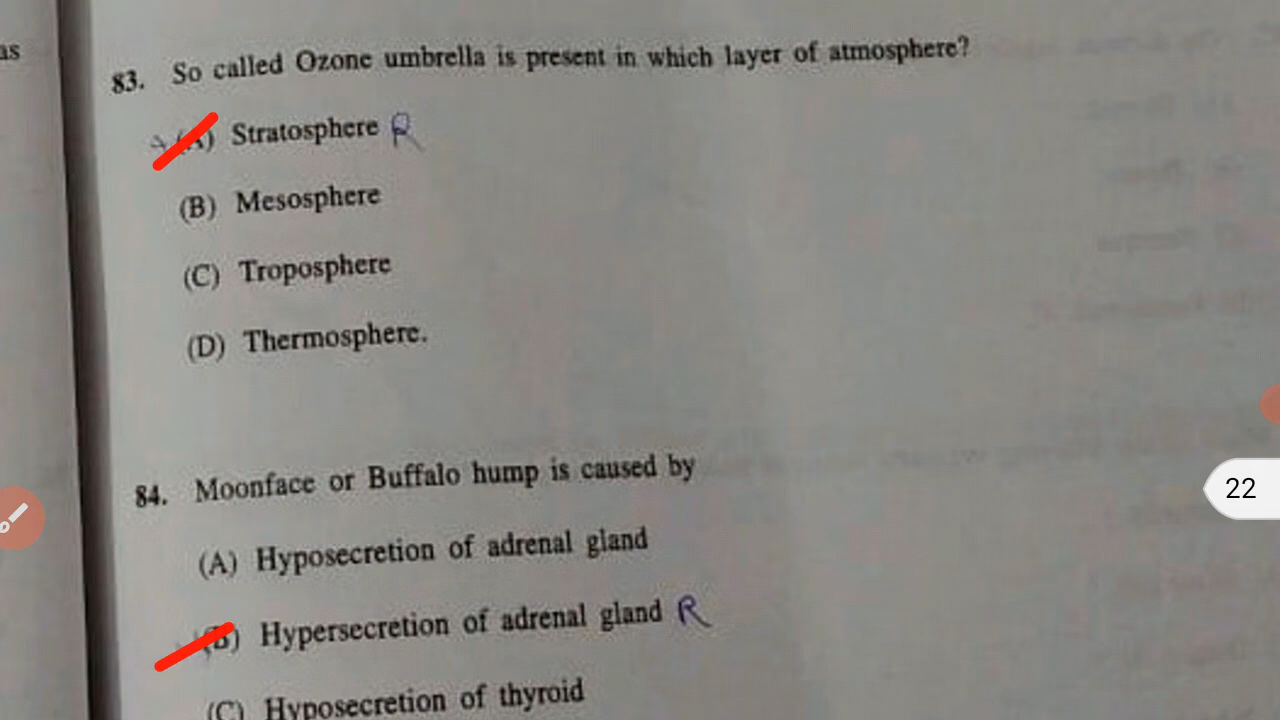 as
83. So called Ozone umbrella is present in which layer of atmosphere?
(A) Stratosphere R
(B) Mesosphere
(C) Troposphere
(D) Thermosphere.
84. Moonface or Buffalo hump is caused by
(A) Hyposecretion of adrenal gland
22
(B) Hypersecretion of adrenal gland R
(C) Hyposecretion of thyroid